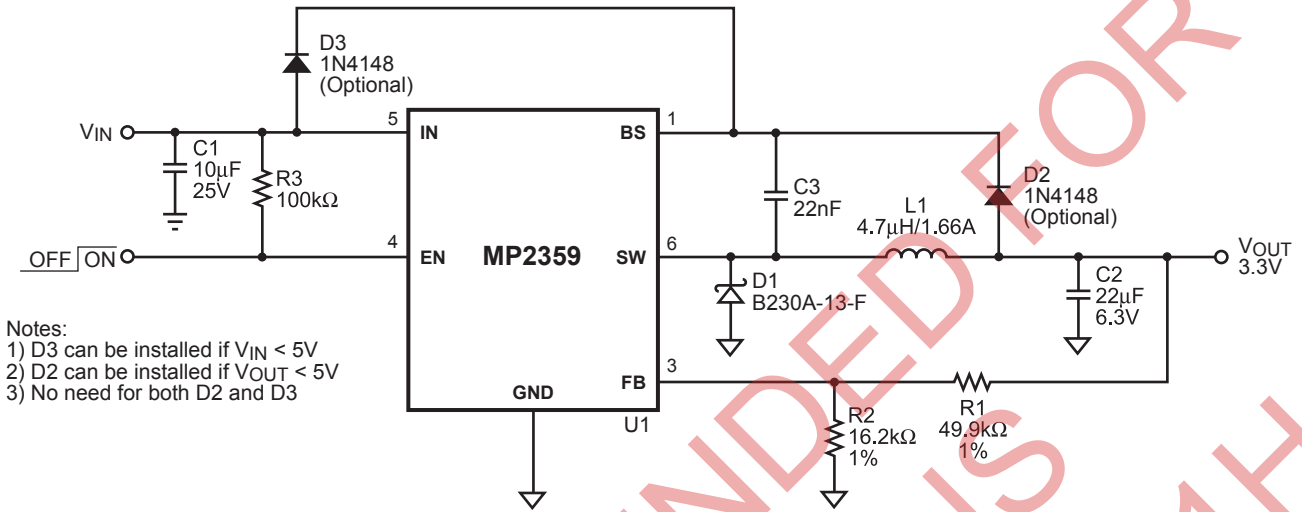 D3
1N4148
(Optional)
VIN
C1
10µF
25V
R3
100kΩ
5
IN
BS
1
C3
22nF
D2
1N4148
(Optional)
L1
4.7µH/1.66A
OFF ON
4
EN
MP2359
SW
6
VOUT
3.3V
D1
B230A-13-F
C2
22µF
6.3V
Notes:
1) D3 can be installed if VIN < 5V
2) D2 can be installed if VOUT < 5V
3) No need for both D2 and D3
FB
3
GND
U1
R2
16.2kΩ
1%
R1
49.9kΩ
1%
NDED FOR
IS
1H